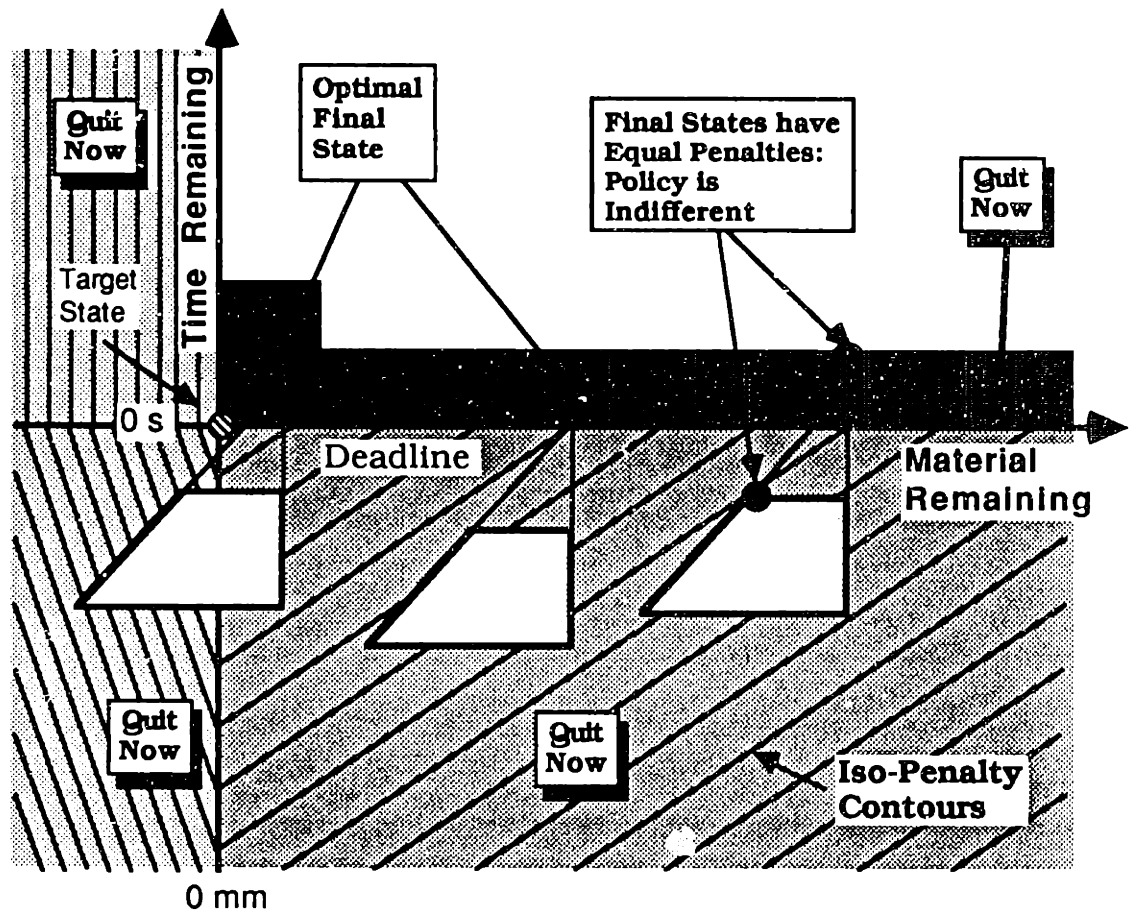 Quit
Now
Time Remaining
Optimal
Final
State
Final States have
Equal Penalties:
Policy is
Indifferent
Quit
Now
Target
State
0 s
Deadline
Material
Remaining
Quit
Now
Quit
Now
Iso-Penalty
Contours
0 mm